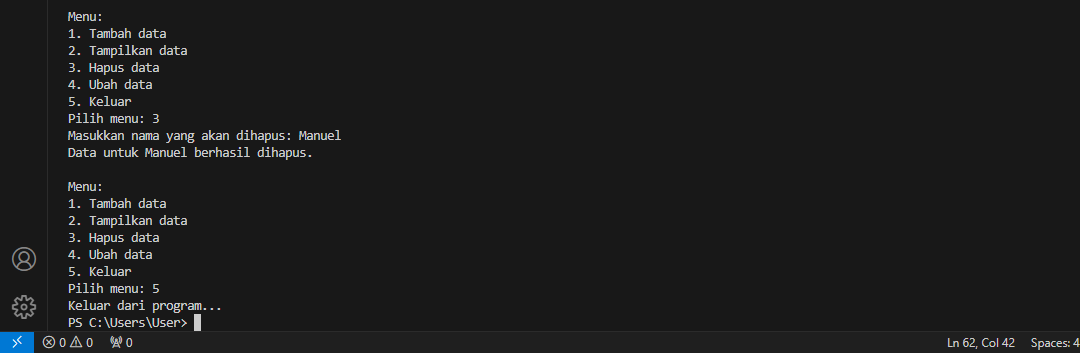 Menu:
1. Tambah data
2. Tampilkan data
3. Hapus data
4. Ubah data
5. Keluar
Pilih menu: 3
Masukkan nama yang akan dihapus: Manuel
Data untuk Manuel berhasil dihapus.
Menu:
1. Tambah data
2. Tampilkan data
3. Hapus data
4. Ubah data
5. Keluar
Pilih menu: 5
Keluar dari program...
PS C:\Users\User>
0 0 0 Ln 62, Col 42 Spaces: 4